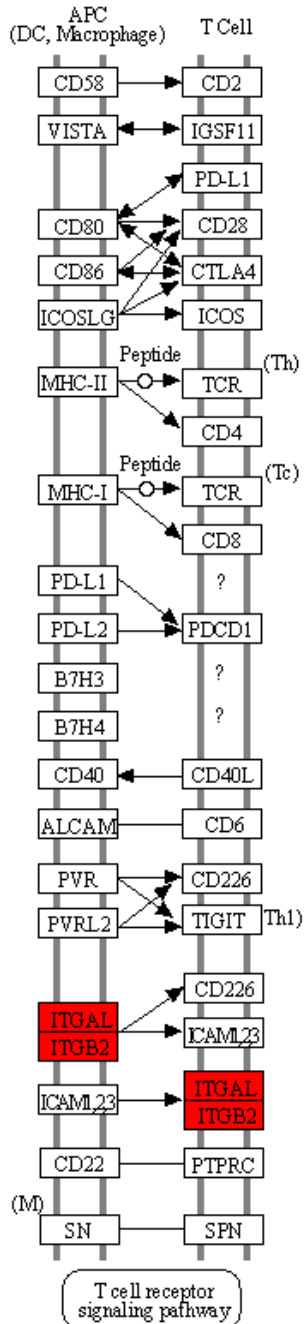 APC
(DC, Macrophage)
T Cell
CD58
CD2
VISTA
IGSF11
PD-L1
CD80
CD28
CD86
CTLA4
ICOSLG
ICOS
Peptide
(Th)
MHC-II
TCR
CD4
Peptide
(Tc)
MHC-I
TCR
CD8
PD-L1
?
PD-L2
PDCD1
B7H3
?
B7H4
?
CD40
CD40L
ALCAM
CD6
PVR
CD226
PVRL2
TIGIT
Th1)
CD226
ITGAL
ITGB2
ICAM1,2,3
ITGAL
ITGB2
ICAM1,2,3
CD22
PTPRC
(M)
SN
SPN
T cell receptor
signaling pathway